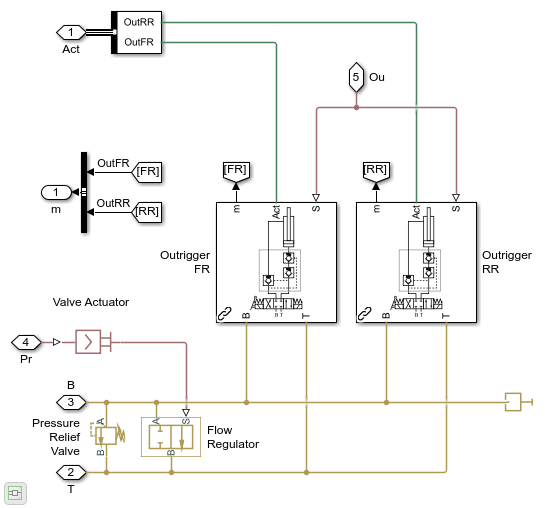 1
Act
OutRR
OutFR
5
Ou
OutFR
[FR]
OutRR
[RR]
1
m
[FR]
[RR]
m
Act
S
m
Act
S
Outrigger
FR
A
B T
B
T
Outrigger
RR
A
B T
B
T
Valve Actuator
4
Pr
B
3
Pressure
Relief
Valve
A
B
A
S
B
Flow
Regulator
2
T